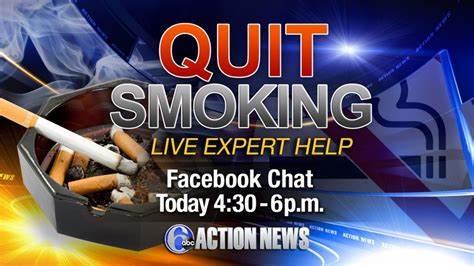 QUIT
SMOKING
LIVE EXPERT HELP
Facebook Chat
Today 4:30 - 6p.m.
6 abc ACTION NEWS